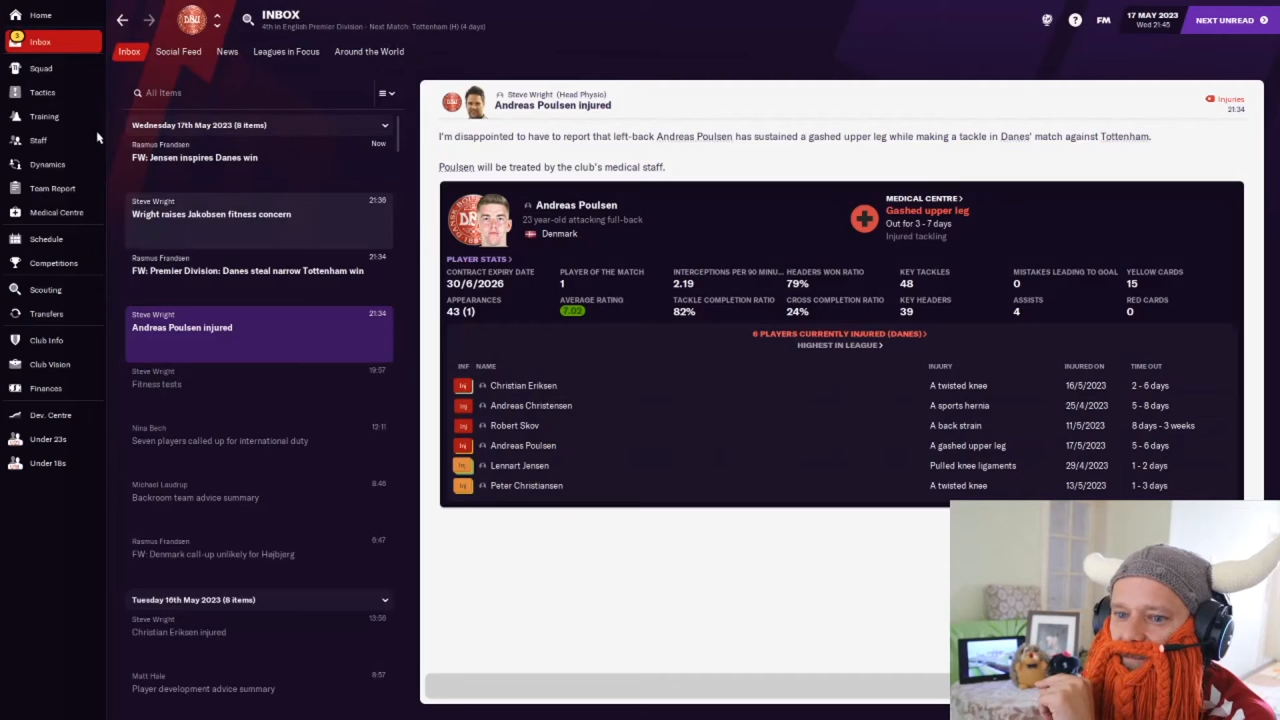 Home
3
Inbox
Squad
Tactics
Training
Staff
Dynamics
Team Report
Medical Centre
Schedule
Competitions
Scouting
Transfers
Club Info
Club Vision
Finances
Dev. Centre
Under 23s
Under 18s
INBOX
4th in English Premier Division - Next Match: Tottenham (H) (4 days)
FM
17 MAY 2023
Wed 21:45
NEXT UNREAD
Inbox
Social Feed
News
Leagues in Focus
Around the World
All Items
Wednesday 17th May 2023 (8 items)
Rasmus Frandsen
Now
FW: Jensen inspires Danes win
Steve Wright
21:36
Wright raises Jakobsen fitness concern
Rasmus Frandsen
21:34
FW: Premier Division: Danes steal narrow Tottenham win
Steve Wright
21:34
Andreas Poulsen injured
Steve Wright
19:57
Fitness tests
Nina Bech
12:11
Seven players called up for international duty
Michael Laudrup
8:46
Backroom team advice summary
Rasmus Frandsen
6:47
FW: Denmark call-up unlikely for Højbjerg
Tuesday 16th May 2023 (8 items)
Steve Wright
13:56
Christian Eriksen injured
Matt Hale
8:57
Player development advice summary
Steve Wright (Head Physio)
Andreas Poulsen injured
Injuries
21:34
I'm disappointed to have to report that left-back Andreas Poulsen has sustained a gashed upper leg while making a tackle in Danes' match against Tottenham.
Poulsen will be treated by the club's medical staff.
Andreas Poulsen
23 year-old attacking full-back
Denmark
MEDICAL CENTRE
Gashed upper leg
Out for 3 - 7 days
Injured tackling
PLAYER STATS
CONTRACT EXPIRY DATE PLAYER OF THE MATCH INTERCEPTIONS PER 90 MINU... HEADERS WON RATIO KEY TACKLES MISTAKES LEADING TO GOAL YELLOW CARDS
30/6/2026 1 2.19 79% 48 0 15
APPEARANCES AVERAGE RATING TACKLE COMPLETION RATIO CROSS COMPLETION RATIO KEY HEADERS ASSISTS RED CARDS
43 (1) 7.02 82% 24% 39 4 0
6 PLAYERS CURRENTLY INJURED (DANES)
HIGHEST IN LEAGUE
INF NAME INJURY INJURED ON TIME OUT
Inj Christian Eriksen A twisted knee 16/5/2023 2 - 6 days
Inj Andreas Christensen A sports hernia 25/4/2023 5 - 8 days
Inj Robert Skov A back strain 11/5/2023 8 days - 3 weeks
Inj Andreas Poulsen A gashed upper leg 17/5/2023 5 - 6 days
Inj Lennart Jensen Pulled knee ligaments 29/4/2023 1 - 2 days
Inj Peter Christiansen A twisted knee 13/5/2023 1 - 3 days